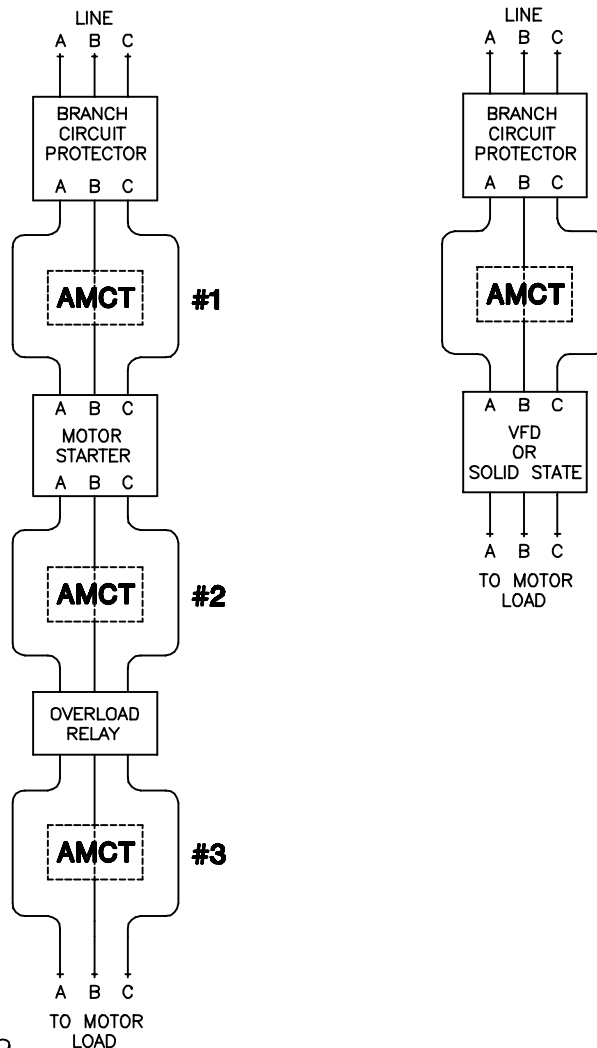 LINE
A B C
BRANCH
CIRCUIT
PROTECTOR
A B C
AMCT #1
A B C
MOTOR
STARTER
A B C
AMCT #2
OVERLOAD
RELAY
AMCT #3
A B C
TO MOTOR
LOAD
LINE
A B C
BRANCH
CIRCUIT
PROTECTOR
A B C
AMCT
A B C
VFD
OR
SOLID STATE
A B C
TO MOTOR
LOAD